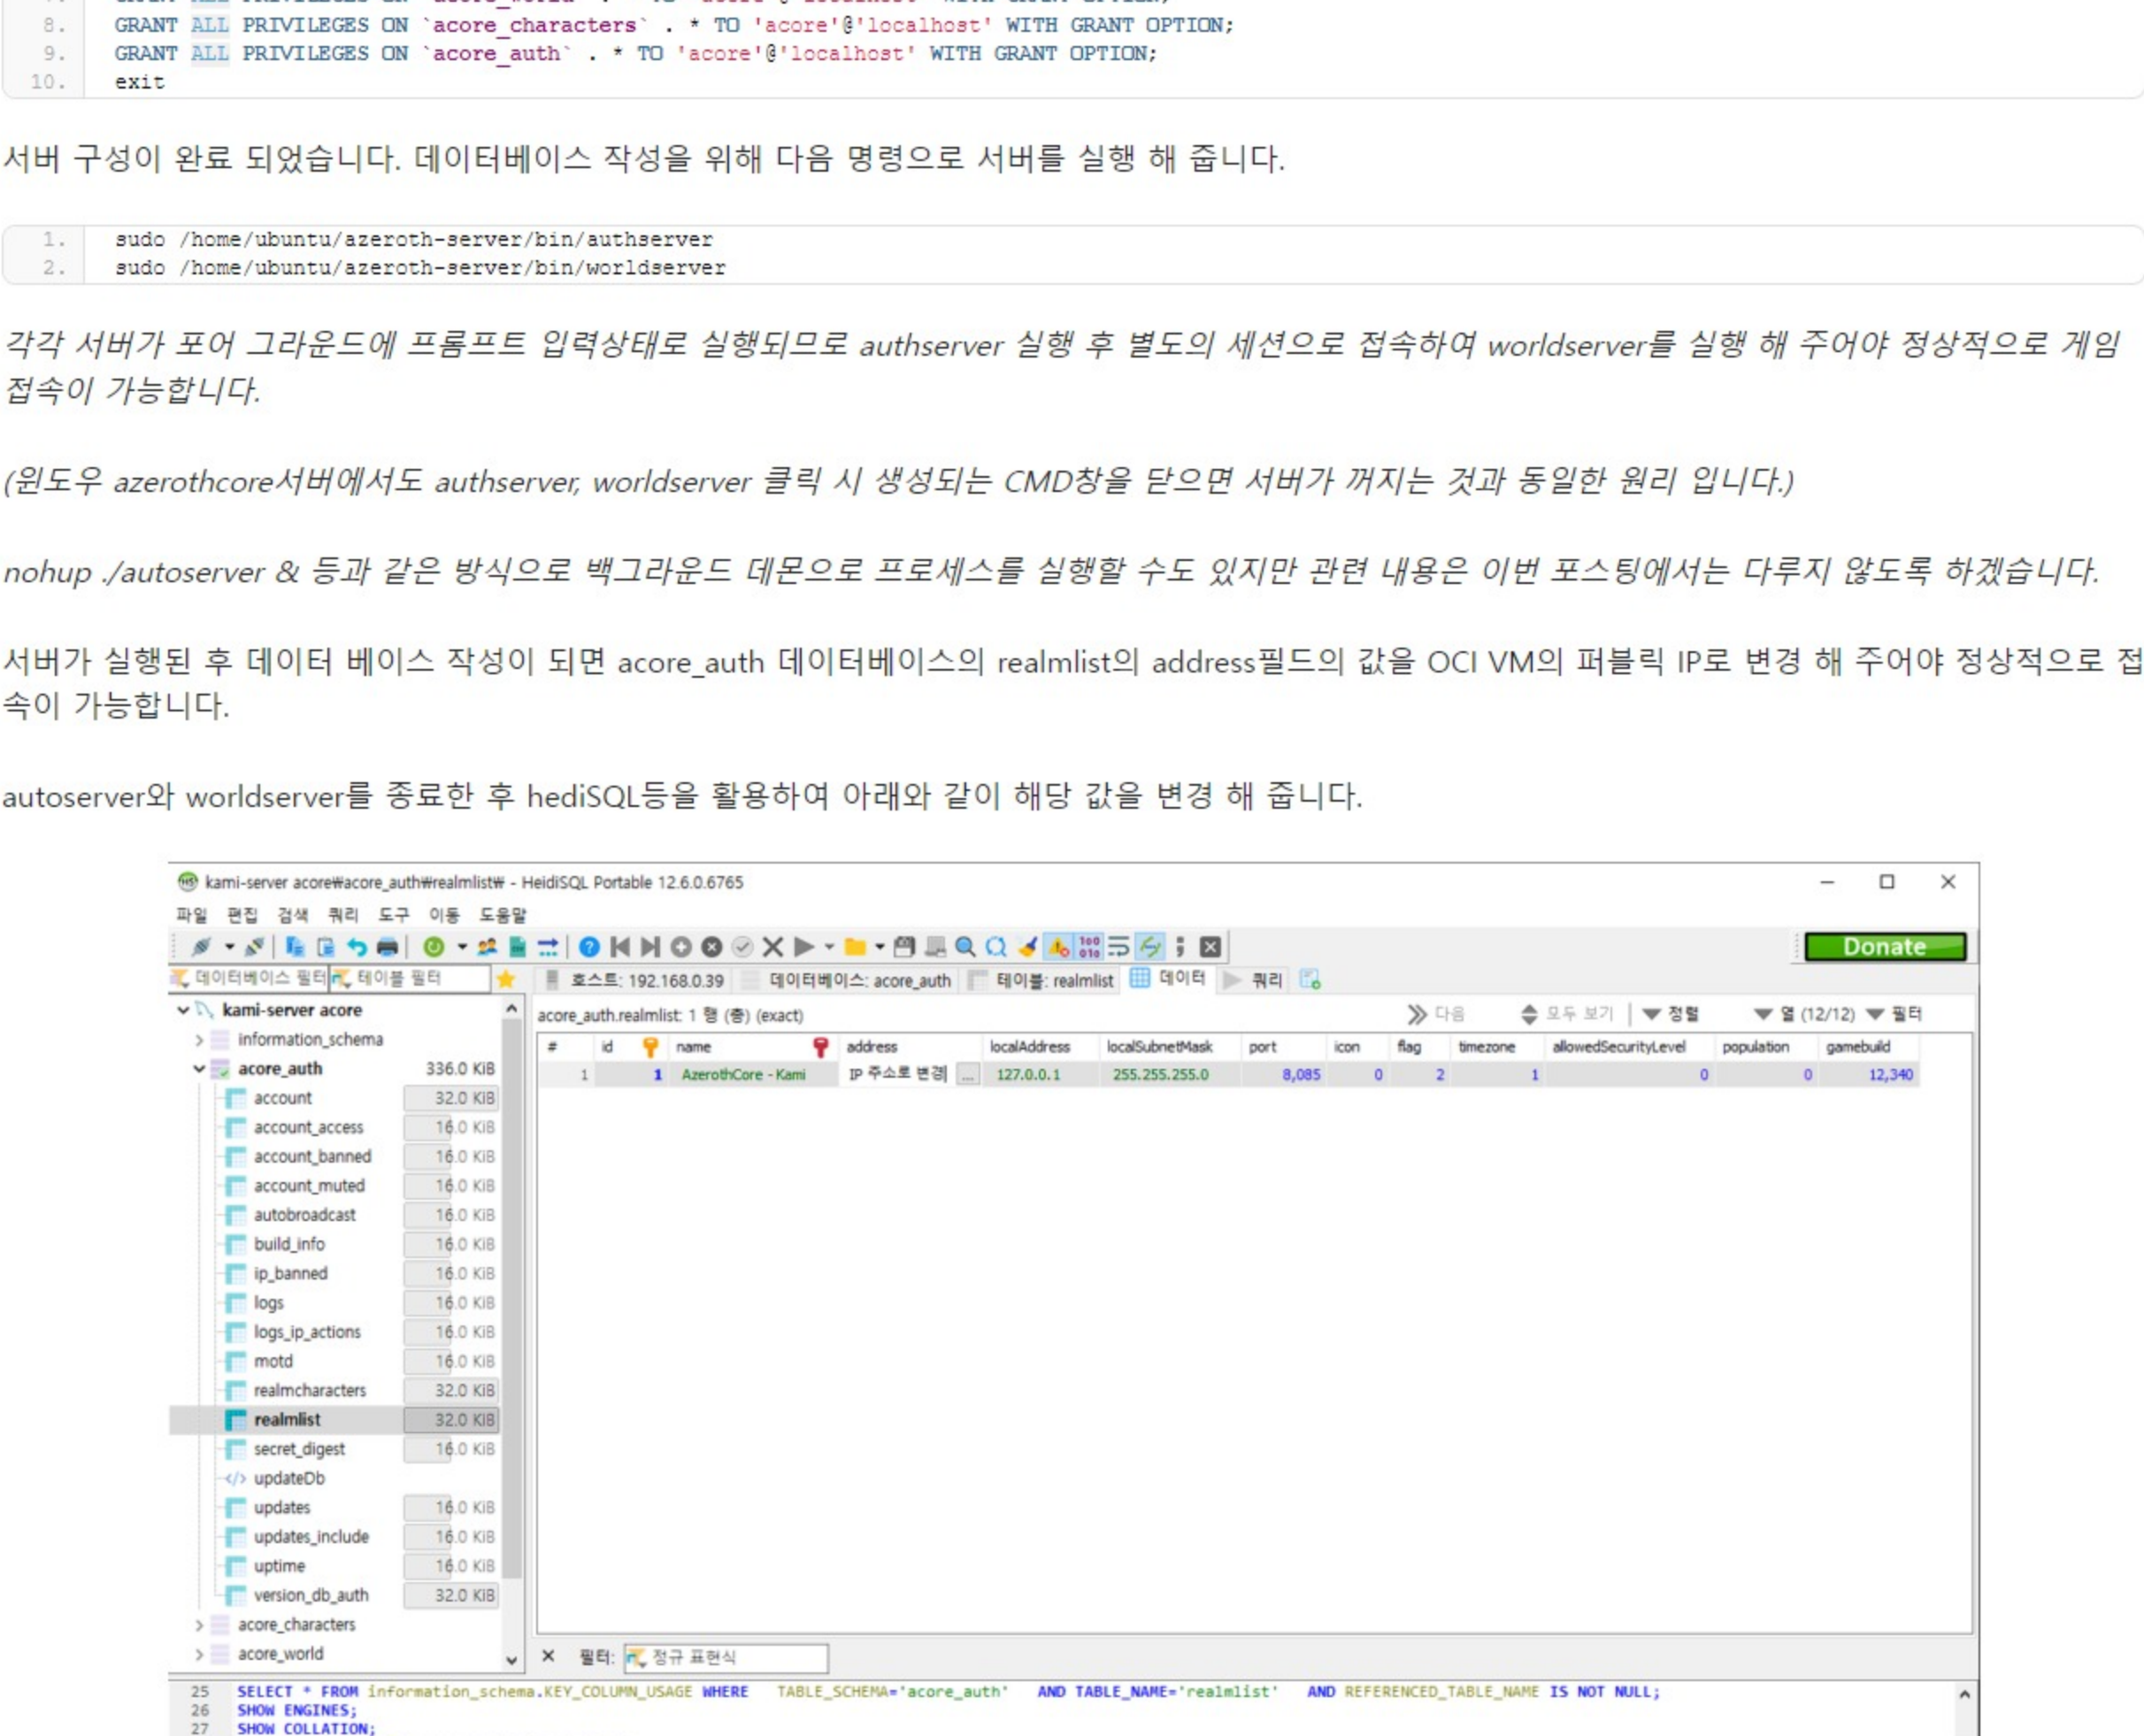 8. GRANT ALL PRIVILEGES ON `acore_characters` . * TO 'acore'@'localhost' WITH GRANT OPTION;
9. GRANT ALL PRIVILEGES ON `acore_auth` . * TO 'acore'@'localhost' WITH GRANT OPTION;
10. exit
서버 구성이 완료 되었습니다. 데이터베이스 작성을 위해 다음 명령으로 서버를 실행 해 줍니다.
1. sudo /home/ubuntu/azeroth-server/bin/authserver
2. sudo /home/ubuntu/azeroth-server/bin/worldserver
각각 서버가 포어 그라운드에 프롬프트 입력상태로 실행되므로 authserver 실행 후 별도의 세션으로 접속하여 worldserver를 실행 해 주어야 정상적으로 게임
접속이 가능합니다.
(윈도우 azerothcore서버에서도 authserver, worldserver 클릭 시 생성되는 CMD창을 닫으면 서버가 꺼지는 것과 동일한 원리 입니다.)
nohup ./autoserver & 등과 같은 방식으로 백그라운드 데몬으로 프로세스를 실행할 수도 있지만 관련 내용은 이번 포스팅에서는 다루지 않도록 하겠습니다.
서버가 실행된 후 데이터 베이스 작성이 되면 acore_auth 데이터베이스의 realmlist의 address필드의 값을 OCI VM의 퍼블릭 IP로 변경 해 주어야 정상적으로 접
속이 가능합니다.
autoserver와 worldserver를 종료한 후 hediSQL등을 활용하여 아래와 같이 해당 값을 변경 해 줍니다.
kami-server acore₩acore_auth₩realmlist₩ - HeidiSQL Portable 12.6.0.6765
파일 편집 검색 쿼리 도구 이동 도움말
Donate
데이터베이스 필터 테이블 필터 호스트: 192.168.0.39 데이터베이스: acore_auth 테이블: realmlist 데이터 쿼리
kami-server acore
acore_auth.realmlist: 1 행 (총) (exact) 다음 모두 보기 정렬 열 (12/12) 필터
information_schema
# id name address localAddress localSubnetMask port icon flag timezone allowedSecurityLevel population gamebuild
acore_auth 336.0 KiB
1 1 AzerothCore - Kami IP 주소로 변경 ... 127.0.0.1 255.255.255.0 8,085 0 2 1 0 0 12,340
account 32.0 KiB
account_access 16.0 KiB
account_banned 16.0 KiB
account_muted 16.0 KiB
autobroadcast 16.0 KiB
build_info 16.0 KiB
ip_banned 16.0 KiB
logs 16.0 KiB
logs_ip_actions 16.0 KiB
motd 16.0 KiB
realmcharacters 32.0 KiB
realmlist 32.0 KiB
secret_digest 16.0 KiB
updateDb
updates 16.0 KiB
updates_include 16.0 KiB
uptime 16.0 KiB
version_db_auth 32.0 KiB
acore_characters
acore_world
필터: 정규 표현식
25 SELECT * FROM information_schema.KEY_COLUMN_USAGE WHERE TABLE_SCHEMA='acore_auth' AND TABLE_NAME='realmlist' AND REFERENCED_TABLE_NAME IS NOT NULL;
26 SHOW ENGINES;
27 SHOW COLLATION;